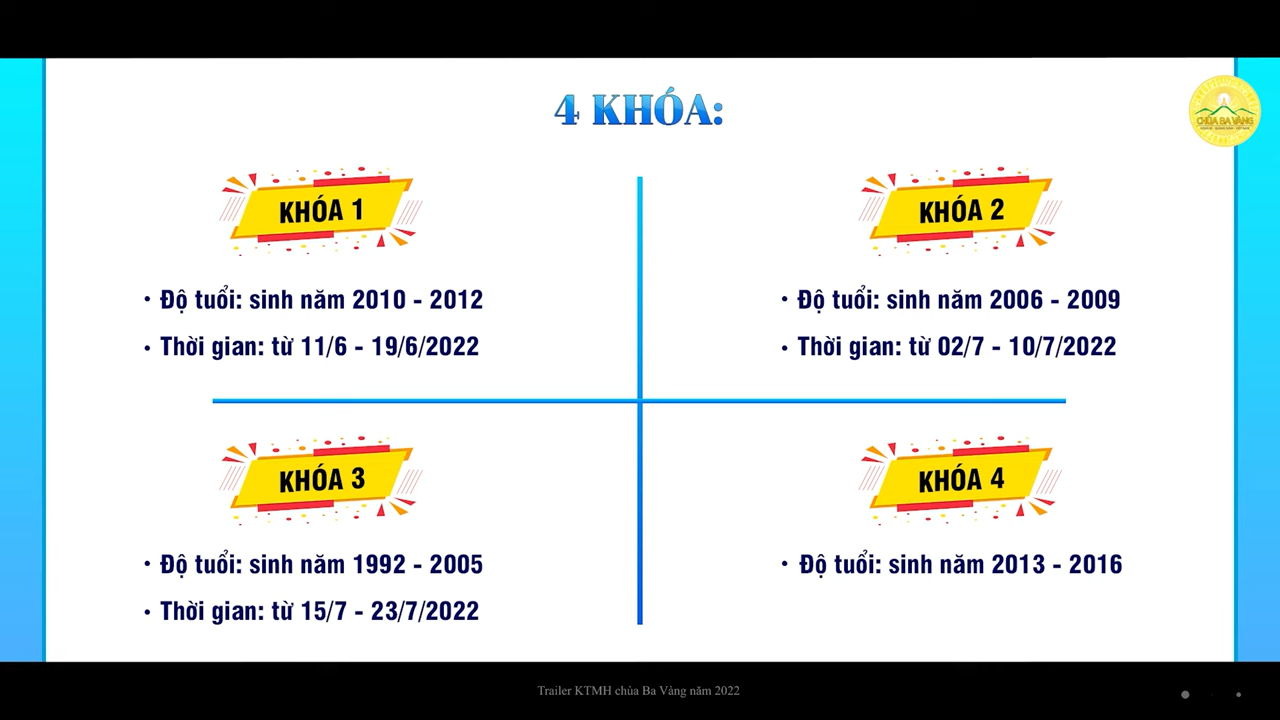 4 KHÓA:
CHÙA BA VÀNG
KHÓA 1
• Độ tuổi: sinh năm 2010 - 2012
• Thời gian: từ 11/6 - 19/6/2022
KHÓA 2
• Độ tuổi: sinh năm 2006 - 2009
• Thời gian: từ 02/7 - 10/7/2022
KHÓA 3
• Độ tuổi: sinh năm 1992 - 2005
• Thời gian: từ 15/7 - 23/7/2022
KHÓA 4
• Độ tuổi: sinh năm 2013 - 2016
Trailer KTMH chùa Ba Vàng năm 2022